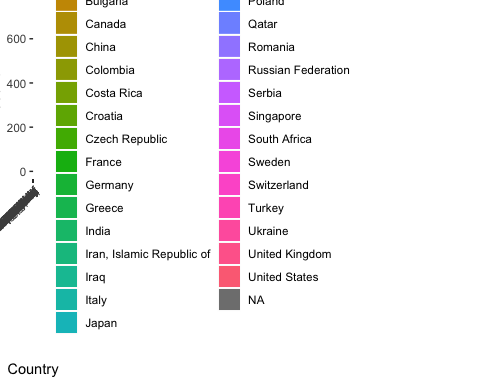 Bulgaria
Canada
China
Colombia
Costa Rica
Croatia
Czech Republic
France
Germany
Greece
India
Iran, Islamic Republic of
Iraq
Italy
Japan
Poland
Qatar
Romania
Russian Federation
Serbia
Singapore
South Africa
Sweden
Switzerland
Turkey
Ukraine
United Kingdom
United States
NA
600
400
200
0
Country